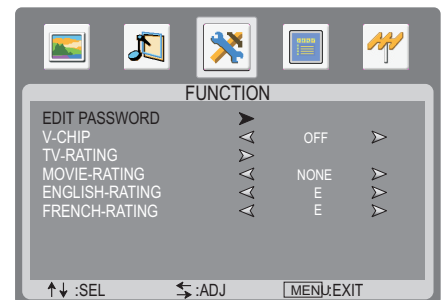 FUNCTION
EDIT PASSWORD
V-CHIP OFF
TV-RATING
MOVIE-RATING NONE
ENGLISH-RATING E
FRENCH-RATING E
:SEL :ADJ MENU:EXIT